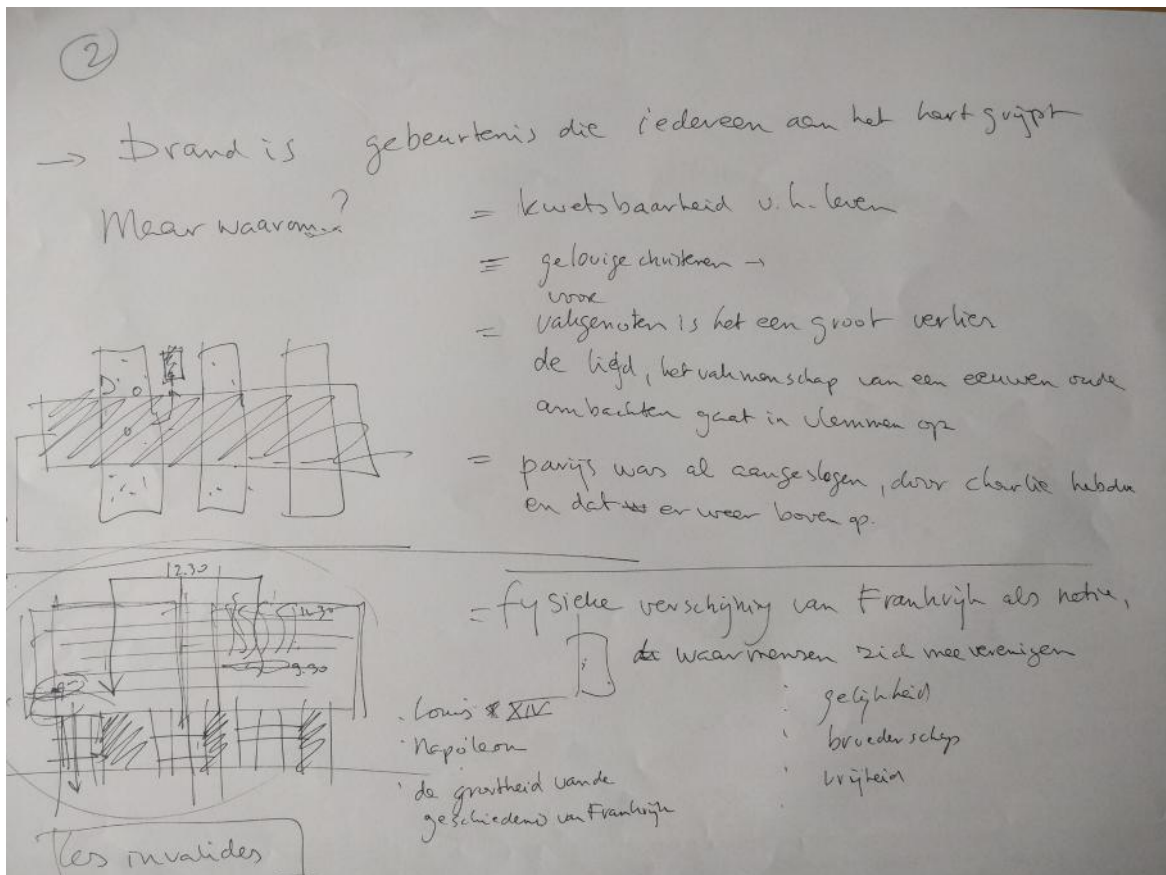 2
→ Brand is gebeurtenis die iedereen aan het hart grijpt
Maar waarom?
= kwetsbaarheid v.h. leven
= gelovige christenen →
voor
= vakgenoten is het een groot verlies
de tijd, het vakmanschap van een eeuwen oude
ambachten gaat in vlammen op
= parijs was al aangeslagen, door charlie hebdo
en dat er weer boven op.
12.30
12.30
9.30
= fysieke verschijning van Frankrijk als natie,
waar mensen zich mee verenigen
· Louis XIV
· Napoleon
· de grootheid van de
geschiedenis van Frankrijk
· gelijkheid
· broederschap
· vrijheid
Les invalides